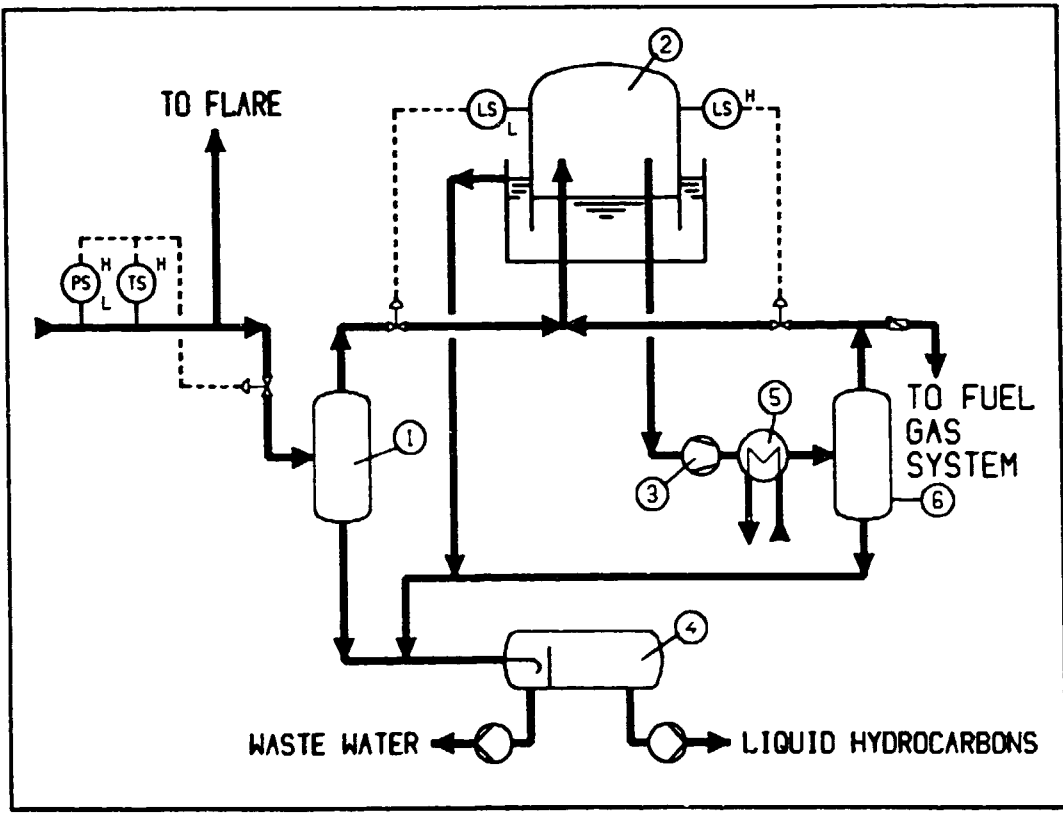 2
TO FLARE
LS
L
LS
H
PS
H
L
TS
H
1
5
TO FUEL
GAS
SYSTEM
3
6
4
WASTE WATER
LIQUID HYDROCARBONS